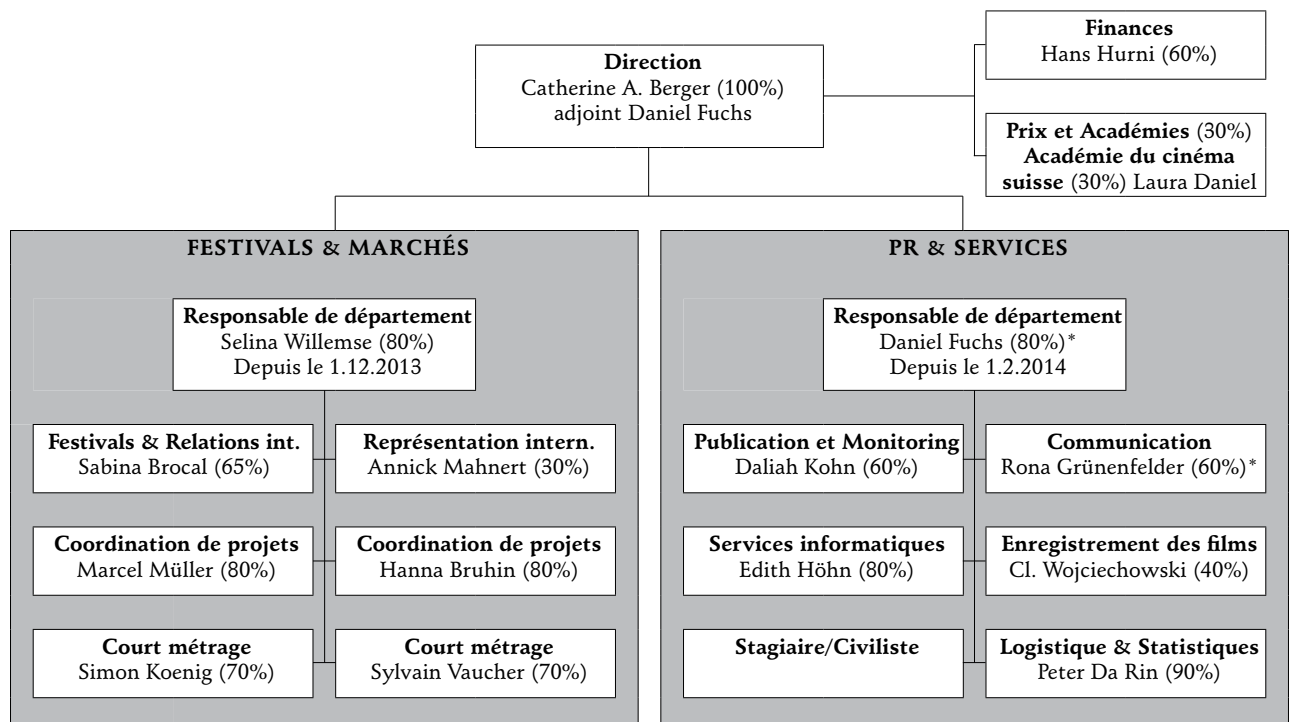 Finances
Hans Hurni (60%)
Direction
Catherine A. Berger (100%)
adjoint Daniel Fuchs
Prix et Académies (30%)
Académie du cinéma
suisse (30%) Laura Daniel
FESTIVALS & MARCHÉS
Responsable de département
Selina Willemse (80%)
Depuis le 1.12.2013
Festivals & Relations int.
Sabina Brocal (65%)
Représentation intern.
Annick Mahnert (30%)
Coordination de projets
Marcel Müller (80%)
Coordination de projets
Hanna Bruhin (80%)
Court métrage
Simon Koenig (70%)
Court métrage
Sylvain Vaucher (70%)
PR & SERVICES
Responsable de département
Daniel Fuchs (80%)*
Depuis le 1.2.2014
Publication et Monitoring
Daliah Kohn (60%)
Communication
Rona Grünenfelder (60%)*
Services informatiques
Edith Höhn (80%)
Enregistrement des films
Cl. Wojciechowski (40%)
Stagiaire/Civiliste
Logistique & Statistiques
Peter Da Rin (90%)